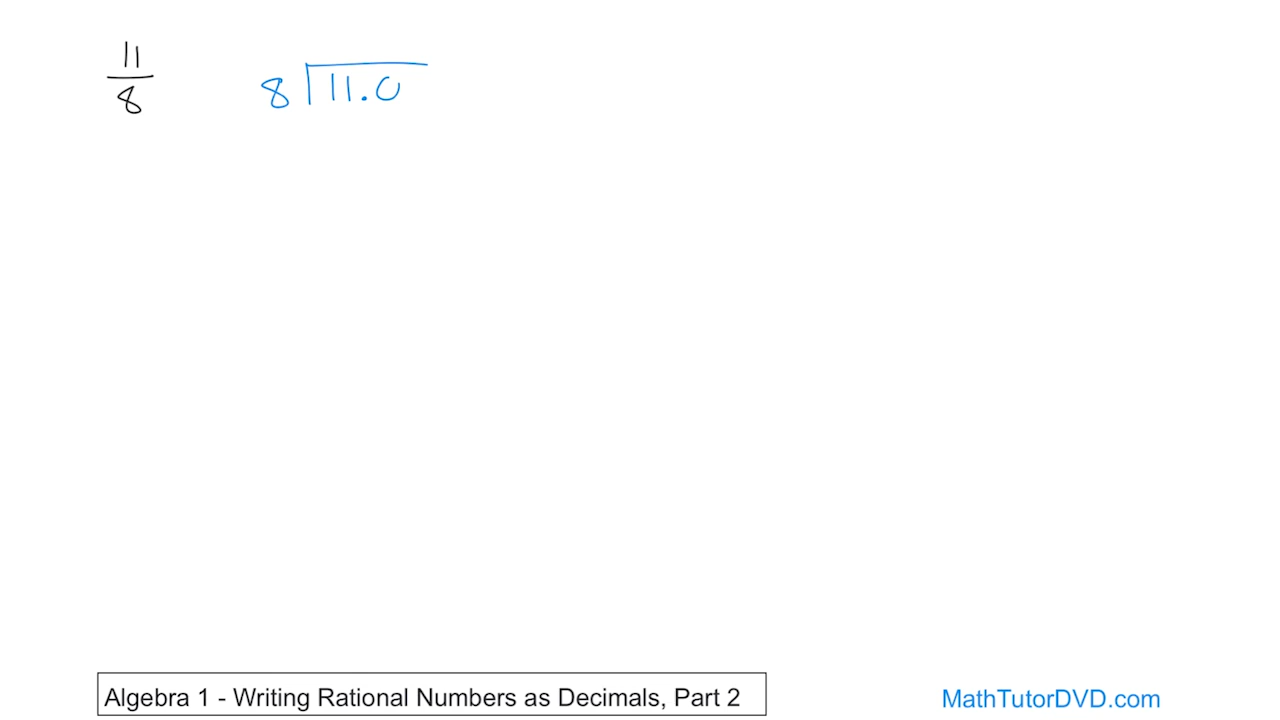 11
8
8 11.0
Algebra 1 - Writing Rational Numbers as Decimals, Part 2
MathTutorDVD.com